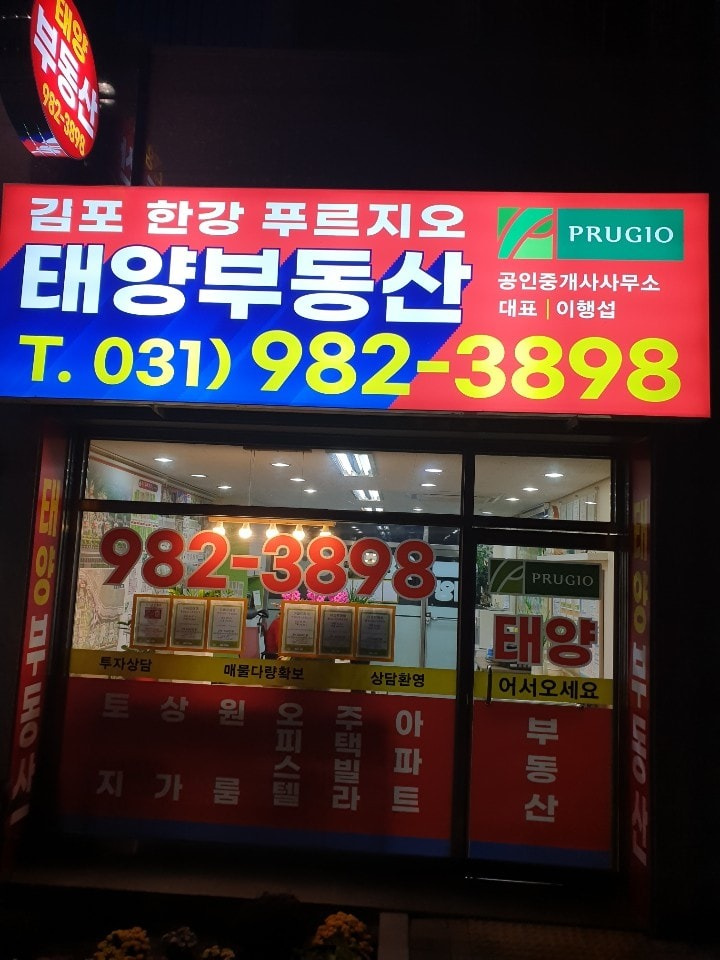 태양
부동산
982-3898
김포 한강 푸르지오
PRUGIO
태양부동산
공인중개사사무소
대표 | 이행섭
T. 031) 982-3898
982-3898
PRUGIO
태양
투자상담
매물다량확보
상담환영
어서오세요
토지
상가
원룸
오피스텔
주택빌라
아파트
부동산
태양부동산
태양부동산